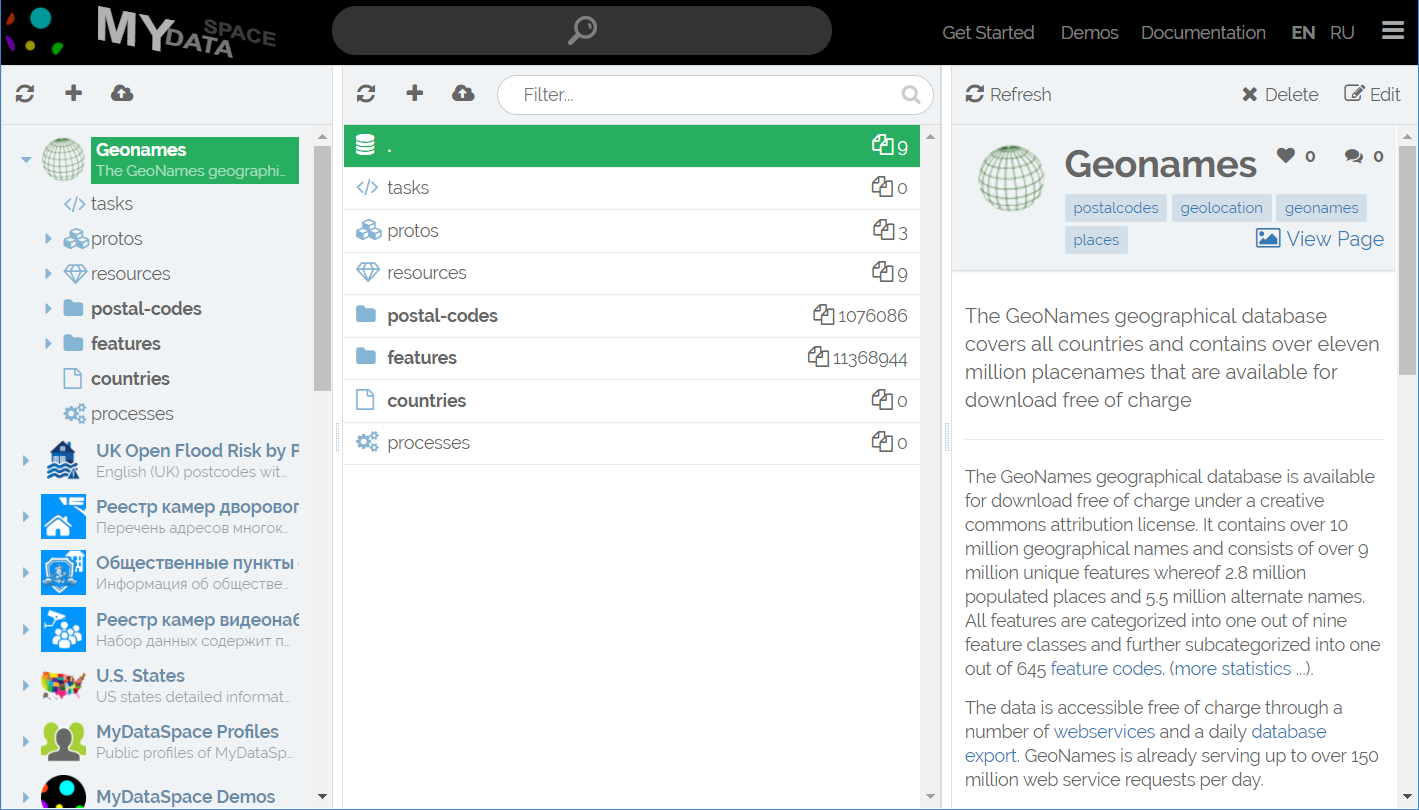 MYDATASPACE
Get Started Demos Documentation EN RU
Geonames
The GeoNames geographi...
tasks
protos
resources
postal-codes
features
countries
processes
UK Open Flood Risk by P
English (UK) postcodes wit...
Реестр камер дворовог
Перечень адресов многок...
Общественные пункты
Информация об обществе...
Реестр камер видеонаб
Набор данных содержит п...
U.S. States
US states detailed informat...
MyDataSpace Profiles
Public profiles of MyDataSp...
MyDataSpace Demos
Filter...
. 9
tasks 0
protos 3
resources 9
postal-codes 1076086
features 11368944
countries 0
processes 0
Refresh Delete Edit
Geonames 0 0
postalcodes geolocation geonames
places View Page
The GeoNames geographical database
covers all countries and contains over eleven
million placenames that are available for
download free of charge
The GeoNames geographical database is available
for download free of charge under a creative
commons attribution license. It contains over 10
million geographical names and consists of over 9
million unique features whereof 2.8 million
populated places and 5.5 million alternate names.
All features are categorized into one out of nine
feature classes and further subcategorized into one
out of 645 feature codes. (more statistics ...).
The data is accessible free of charge through a
number of webservices and a daily database
export. GeoNames is already serving up to over 150
million web service requests per day.